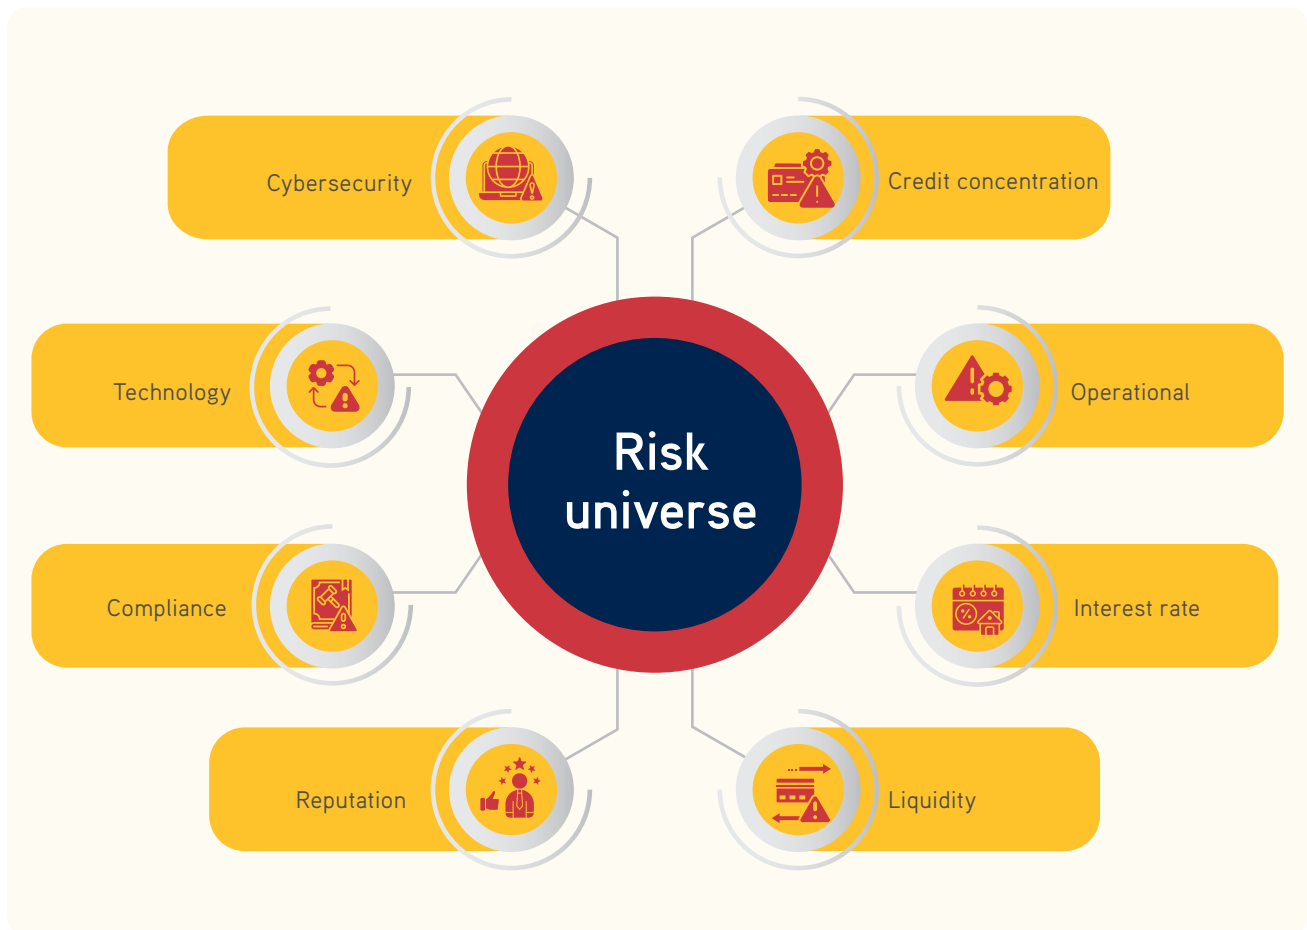 Cybersecurity
Credit concentration
Technology
Operational
Risk
universe
Compliance
Interest rate
Reputation
Liquidity